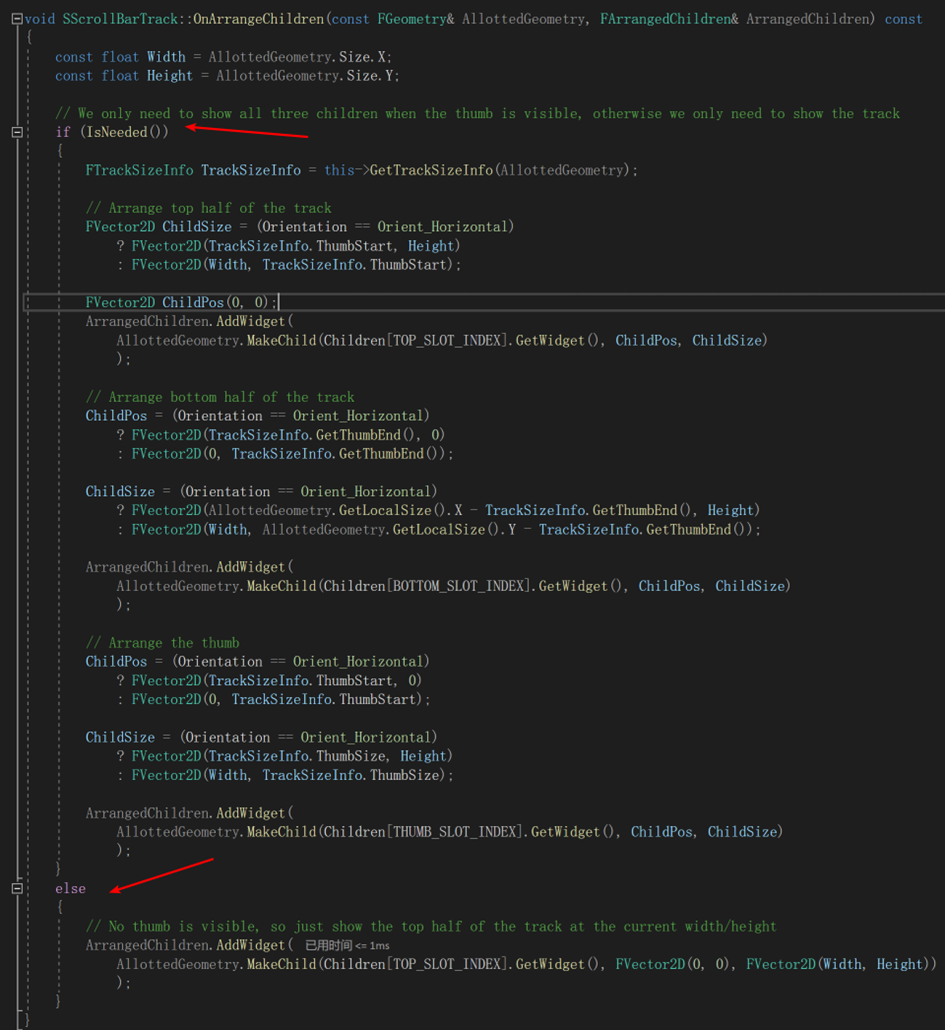 void SScrollBarTrack::OnArrangeChildren(const FGeometry& AllottedGeometry, FArrangedChildren& ArrangedChildren) const
{
    const float Width = AllottedGeometry.Size.X;
    const float Height = AllottedGeometry.Size.Y;

    // We only need to show all three children when the thumb is visible, otherwise we only need to show the track
    if (IsNeeded())
    {
        FTrackSizeInfo TrackSizeInfo = this->GetTrackSizeInfo(AllottedGeometry);

        // Arrange top half of the track
        FVector2D ChildSize = (Orientation == Orient_Horizontal)
            ? FVector2D(TrackSizeInfo.ThumbStart, Height)
            : FVector2D(Width, TrackSizeInfo.ThumbStart);

        FVector2D ChildPos(0, 0);
        ArrangedChildren.AddWidget(
            AllottedGeometry.MakeChild(Children[TOP_SLOT_INDEX].GetWidget(), ChildPos, ChildSize)
            );

        // Arrange bottom half of the track
        ChildPos = (Orientation == Orient_Horizontal)
            ? FVector2D(TrackSizeInfo.GetThumbEnd(), 0)
            : FVector2D(0, TrackSizeInfo.GetThumbEnd());

        ChildSize = (Orientation == Orient_Horizontal)
            ? FVector2D(AllottedGeometry.GetLocalSize().X - TrackSizeInfo.GetThumbEnd(), Height)
            : FVector2D(Width, AllottedGeometry.GetLocalSize().Y - TrackSizeInfo.GetThumbEnd());

        ArrangedChildren.AddWidget(
            AllottedGeometry.MakeChild(Children[BOTTOM_SLOT_INDEX].GetWidget(), ChildPos, ChildSize)
            );

        // Arrange the thumb
        ChildPos = (Orientation == Orient_Horizontal)
            ? FVector2D(TrackSizeInfo.ThumbStart, 0)
            : FVector2D(0, TrackSizeInfo.ThumbStart);

        ChildSize = (Orientation == Orient_Horizontal)
            ? FVector2D(TrackSizeInfo.ThumbSize, Height)
            : FVector2D(Width, TrackSizeInfo.ThumbSize);

        ArrangedChildren.AddWidget(
            AllottedGeometry.MakeChild(Children[THUMB_SLOT_INDEX].GetWidget(), ChildPos, ChildSize)
            );
    }
    else
    {
        // No thumb is visible, so just show the top half of the track at the current width/height
        ArrangedChildren.AddWidget( 已用时间 <= 1ms
            AllottedGeometry.MakeChild(Children[TOP_SLOT_INDEX].GetWidget(), FVector2D(0, 0), FVector2D(Width, Height))
            );
    }
}